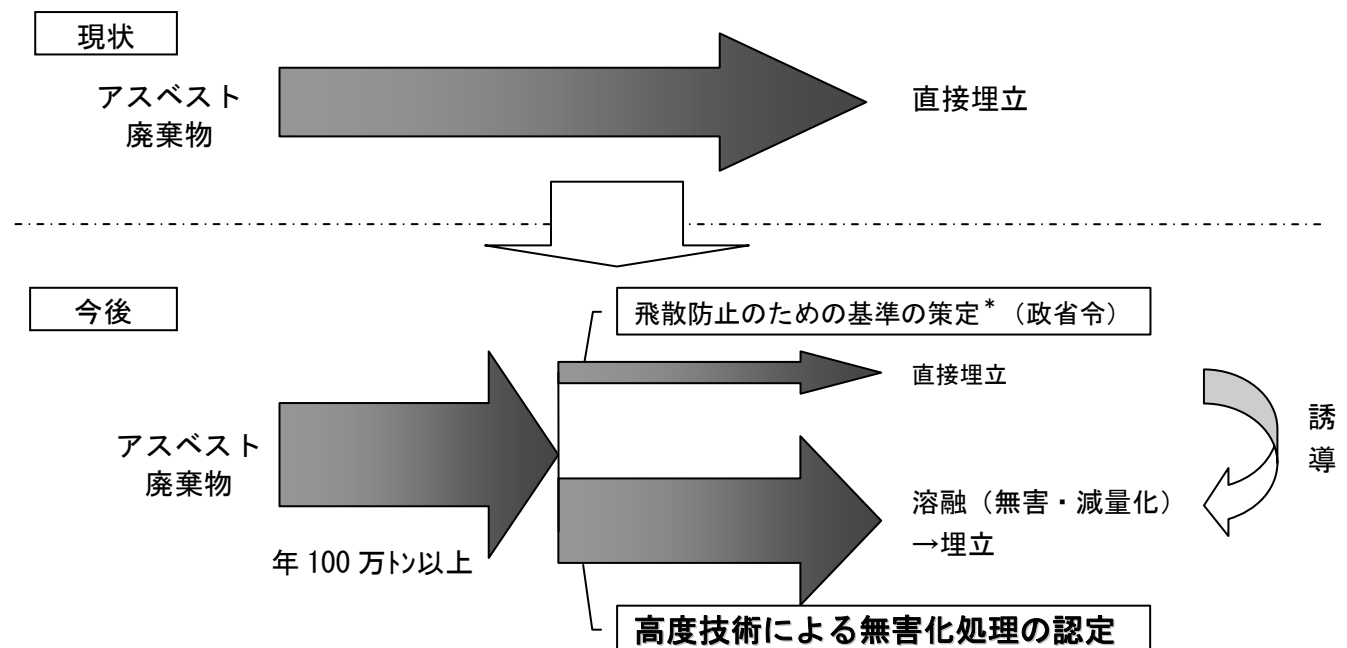 現状
アスベスト
廃棄物
直接埋立
今後
飛散防止のための基準の策定*（政省令）
直接埋立
アスベスト
廃棄物
年100万㌧以上
溶融（無害・減量化）
→埋立
誘
導
高度技術による無害化処理の認定